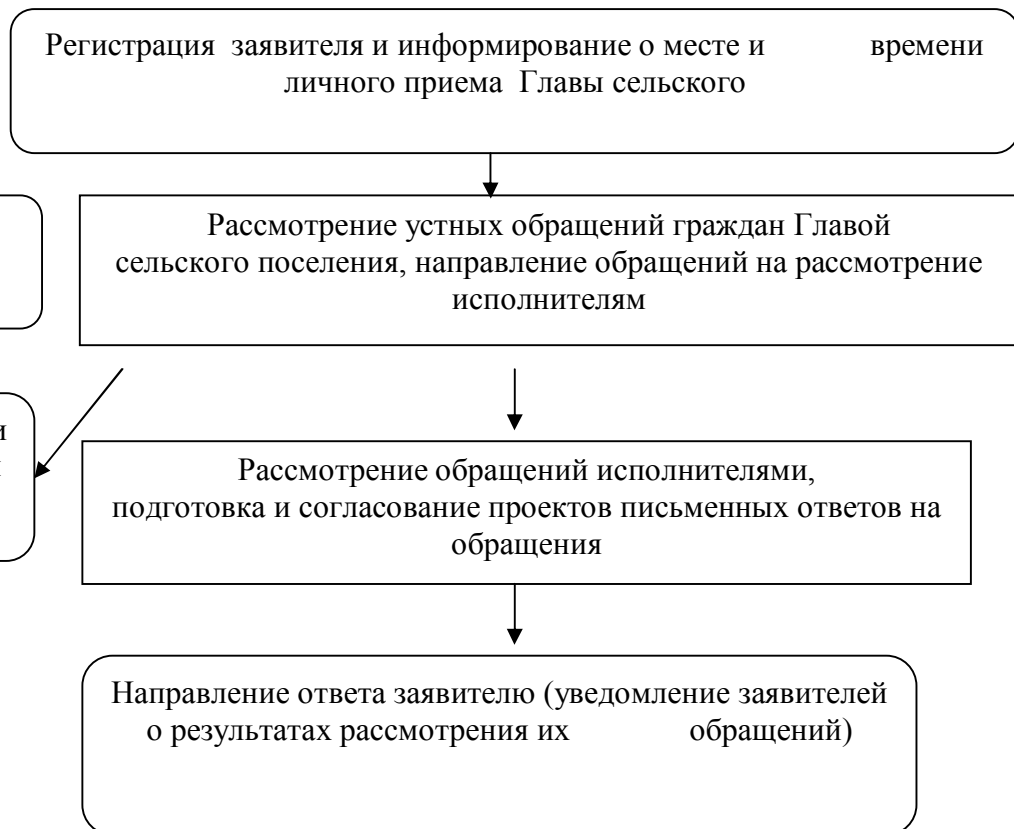 Регистрация заявителя и информирование о месте и времени
личного приема Главы сельского
Рассмотрение устных обращений граждан Главой
сельского поселения, направление обращений на рассмотрение
исполнителям
Рассмотрение обращений исполнителями,
подготовка и согласование проектов письменных ответов на
обращения
Направление ответа заявителю (уведомление заявителей
о результатах рассмотрения их обращений)